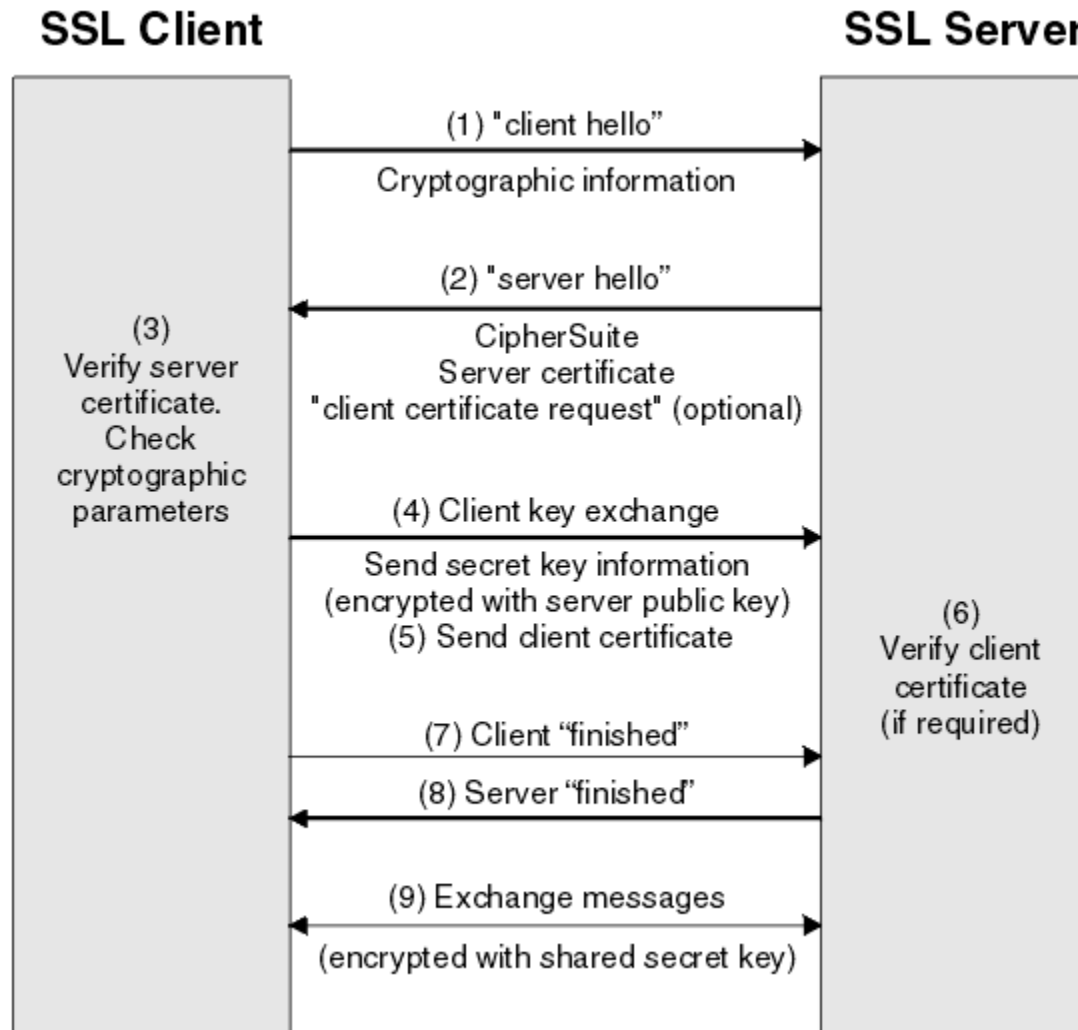 SSL Client
SSL Server
(1) "client hello”
Cryptographic information
(2) "server hello”
CipherSuite
Server certificate
"client certificate request" (optional)
(3)
Verify server
certificate.
Check
cryptographic
parameters
(4) Client key exchange
Send secret key information
(encrypted with server public key)
(5) Send client certificate
(6)
Verify client
certificate
(if required)
(7) Client “finished”
(8) Server “finished”
(9) Exchange messages
(encrypted with shared secret key)